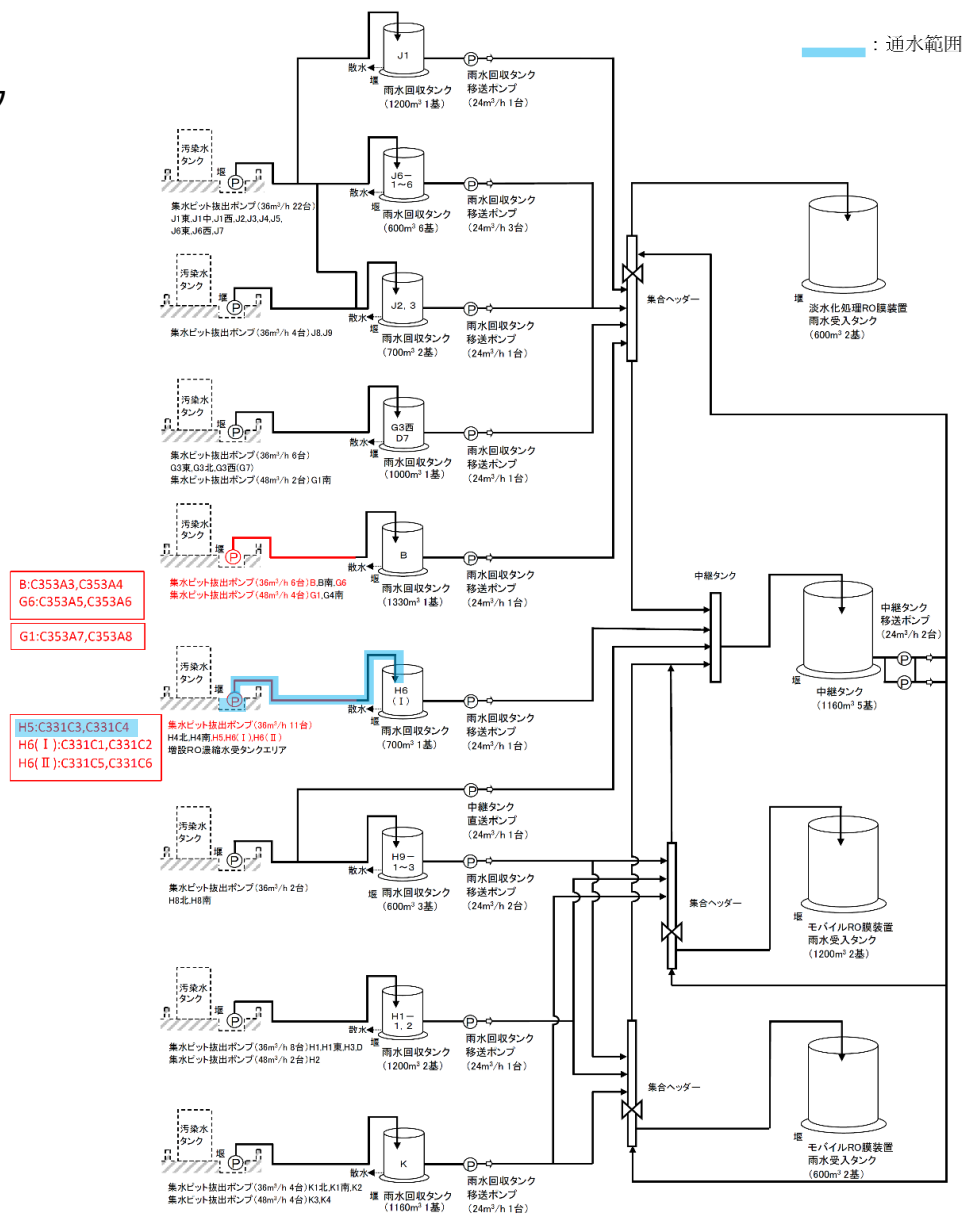 ：通水範囲
ク
J1
散水
堰
雨水回収タンク
(1200m³ 1基)
雨水回収タンク
移送ポンプ
(24m³/h 1台)
汚染水
タンク
堰
P
集水ピット抜出ポンプ(36m³/h 22台)
J1東,J1中,J1西,J2,J3,J4,J5,
J6東,J6西,J7
J6－
1～6
散水
堰
雨水回収タンク
(600m³ 6基)
P
雨水回収タンク
移送ポンプ
(24m³/h 3台)
集合ヘッダー
堰
淡水化処理RO膜装置
雨水受入タンク
(600m³ 2基)
汚染水
タンク
堰
P
集水ピット抜出ポンプ(36m³/h 4台)J8,J9
J2, 3
散水
堰
雨水回収タンク
(700m³ 2基)
P
雨水回収タンク
移送ポンプ
(24m³/h 1台)
汚染水
タンク
堰
P
集水ピット抜出ポンプ(36m³/h 6台)
G3東,G3北,G3西(G7)
集水ピット抜出ポンプ(48m³/h 2台)G1南
G3西
D7
散水
堰
雨水回収タンク
(1000m³ 1基)
P
雨水回収タンク
移送ポンプ
(24m³/h 1台)
汚染水
タンク
堰
P
集水ピット抜出ポンプ(36m³/h 6台)B,B南,G6
集水ピット抜出ポンプ(48m³/h 4台)G1,G4南
B
散水
堰
雨水回収タンク
(1330m³ 1基)
P
雨水回収タンク
移送ポンプ
(24m³/h 1台)
B:C353A3,C353A4
G6:C353A5,C353A6
G1:C353A7,C353A8
中継タンク
堰
中継タンク
(1160m³ 5基)
中継タンク
移送ポンプ
(24m³/h 2台)
P
P
汚染水
タンク
堰
P
集水ピット抜出ポンプ(36m³/h 11台)
H4北,H4南,H5,H6(Ⅰ),H6(Ⅱ)
増設RO濃縮水受タンクエリア
H5:C331C3,C331C4
H6(Ⅰ):C331C1,C331C2
H6(Ⅱ):C331C5,C331C6
H6
(Ⅰ)
散水
堰
雨水回収タンク
(700m³ 1基)
P
雨水回収タンク
移送ポンプ
(24m³/h 1台)
P
中継タンク
直送ポンプ
(24m³/h 1台)
汚染水
タンク
堰
P
集水ピット抜出ポンプ(36m³/h 2台)
H8北,H8南
H9－
1～3
散水
堰
雨水回収タンク
(600m³ 3基)
P
雨水回収タンク
移送ポンプ
(24m³/h 2台)
集合ヘッダー
堰
モバイルRO膜装置
雨水受入タンク
(1200m³ 2基)
汚染水
タンク
堰
P
集水ピット抜出ポンプ(36m³/h 8台)H1,H1東,H3,D
集水ピット抜出ポンプ(48m³/h 2台)H2
H1－
1, 2
散水
堰
雨水回収タンク
(1200m³ 2基)
P
雨水回収タンク
移送ポンプ
(24m³/h 1台)
集合ヘッダー
堰
モバイルRO膜装置
雨水受入タンク
(600m³ 2基)
汚染水
タンク
堰
P
集水ピット抜出ポンプ(36m³/h 4台)K1北,K1南,K2
集水ピット抜出ポンプ(48m³/h 4台)K3,K4
K
散水
堰
雨水回収タンク
(1160m³ 1基)
P
雨水回収タンク
移送ポンプ
(24m³/h 1台)